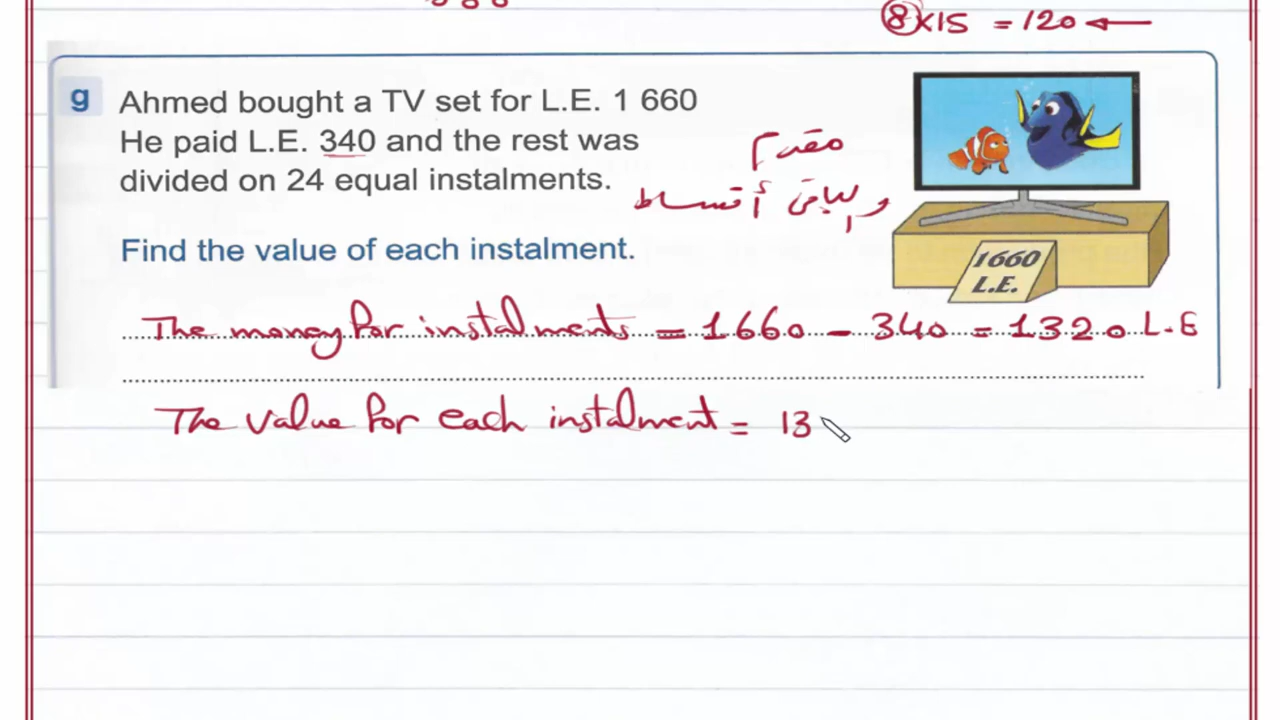 8×15 = 120 ←
g Ahmed bought a TV set for L.E. 1 660
He paid L.E. 340 and the rest was
divided on 24 equal instalments.
مقدم
والباقى أقساط
Find the value of each instalment.
1660
L.E.
The money for instalments = 1660 - 340 = 1320 L.E
The value for each instalment = 13